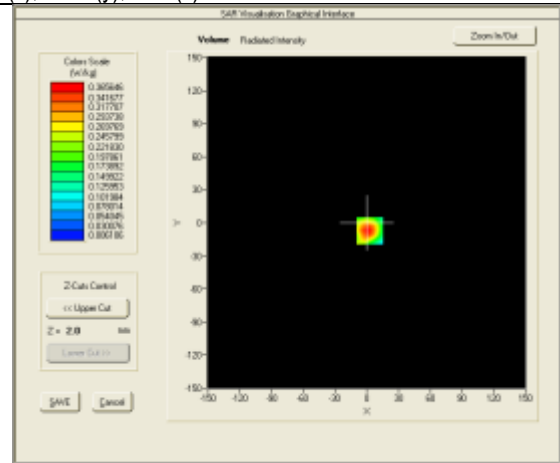 SAR Visualisation Graphical Interface
Volume Radiated Intensity
Zoom In/Out
Colors Scale
(W/Kg)
0.365646
0.341677
0.317707
0.293738
0.269769
0.245799
0.221830
0.197861
0.173892
0.149922
0.125953
0.101984
0.078014
0.054045
0.030076
0.006106
Z-Cuts Control
<< Upper Cut
Z = 2.0 mm
Lower Cut >>
SAVE
Cancel
150
120
90
60
30
0
-30
-60
-90
-120
-150
Y
-150 -120 -90 -60 -30 0 30 60 90 120 150
X